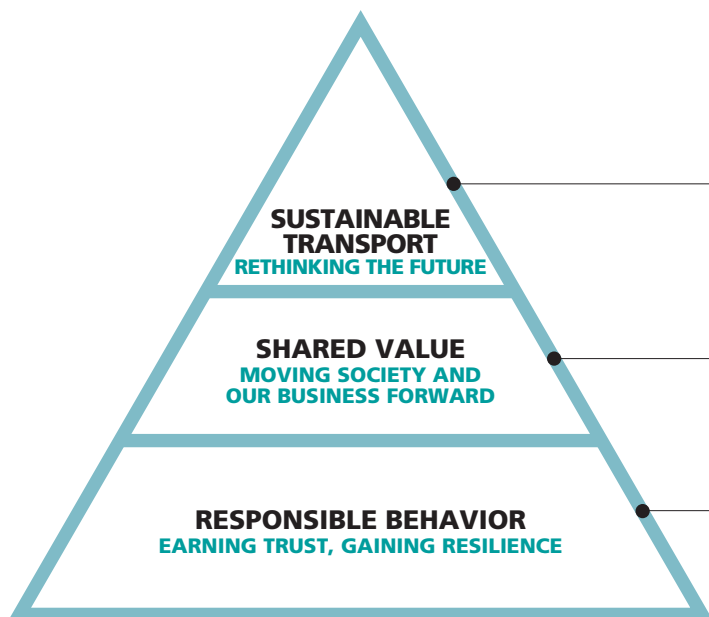 SUSTAINABLE
TRANSPORT
RETHINKING THE FUTURE
SHARED VALUE
MOVING SOCIETY AND
OUR BUSINESS FORWARD
RESPONSIBLE BEHAVIOR
EARNING TRUST, GAINING RESILIENCE